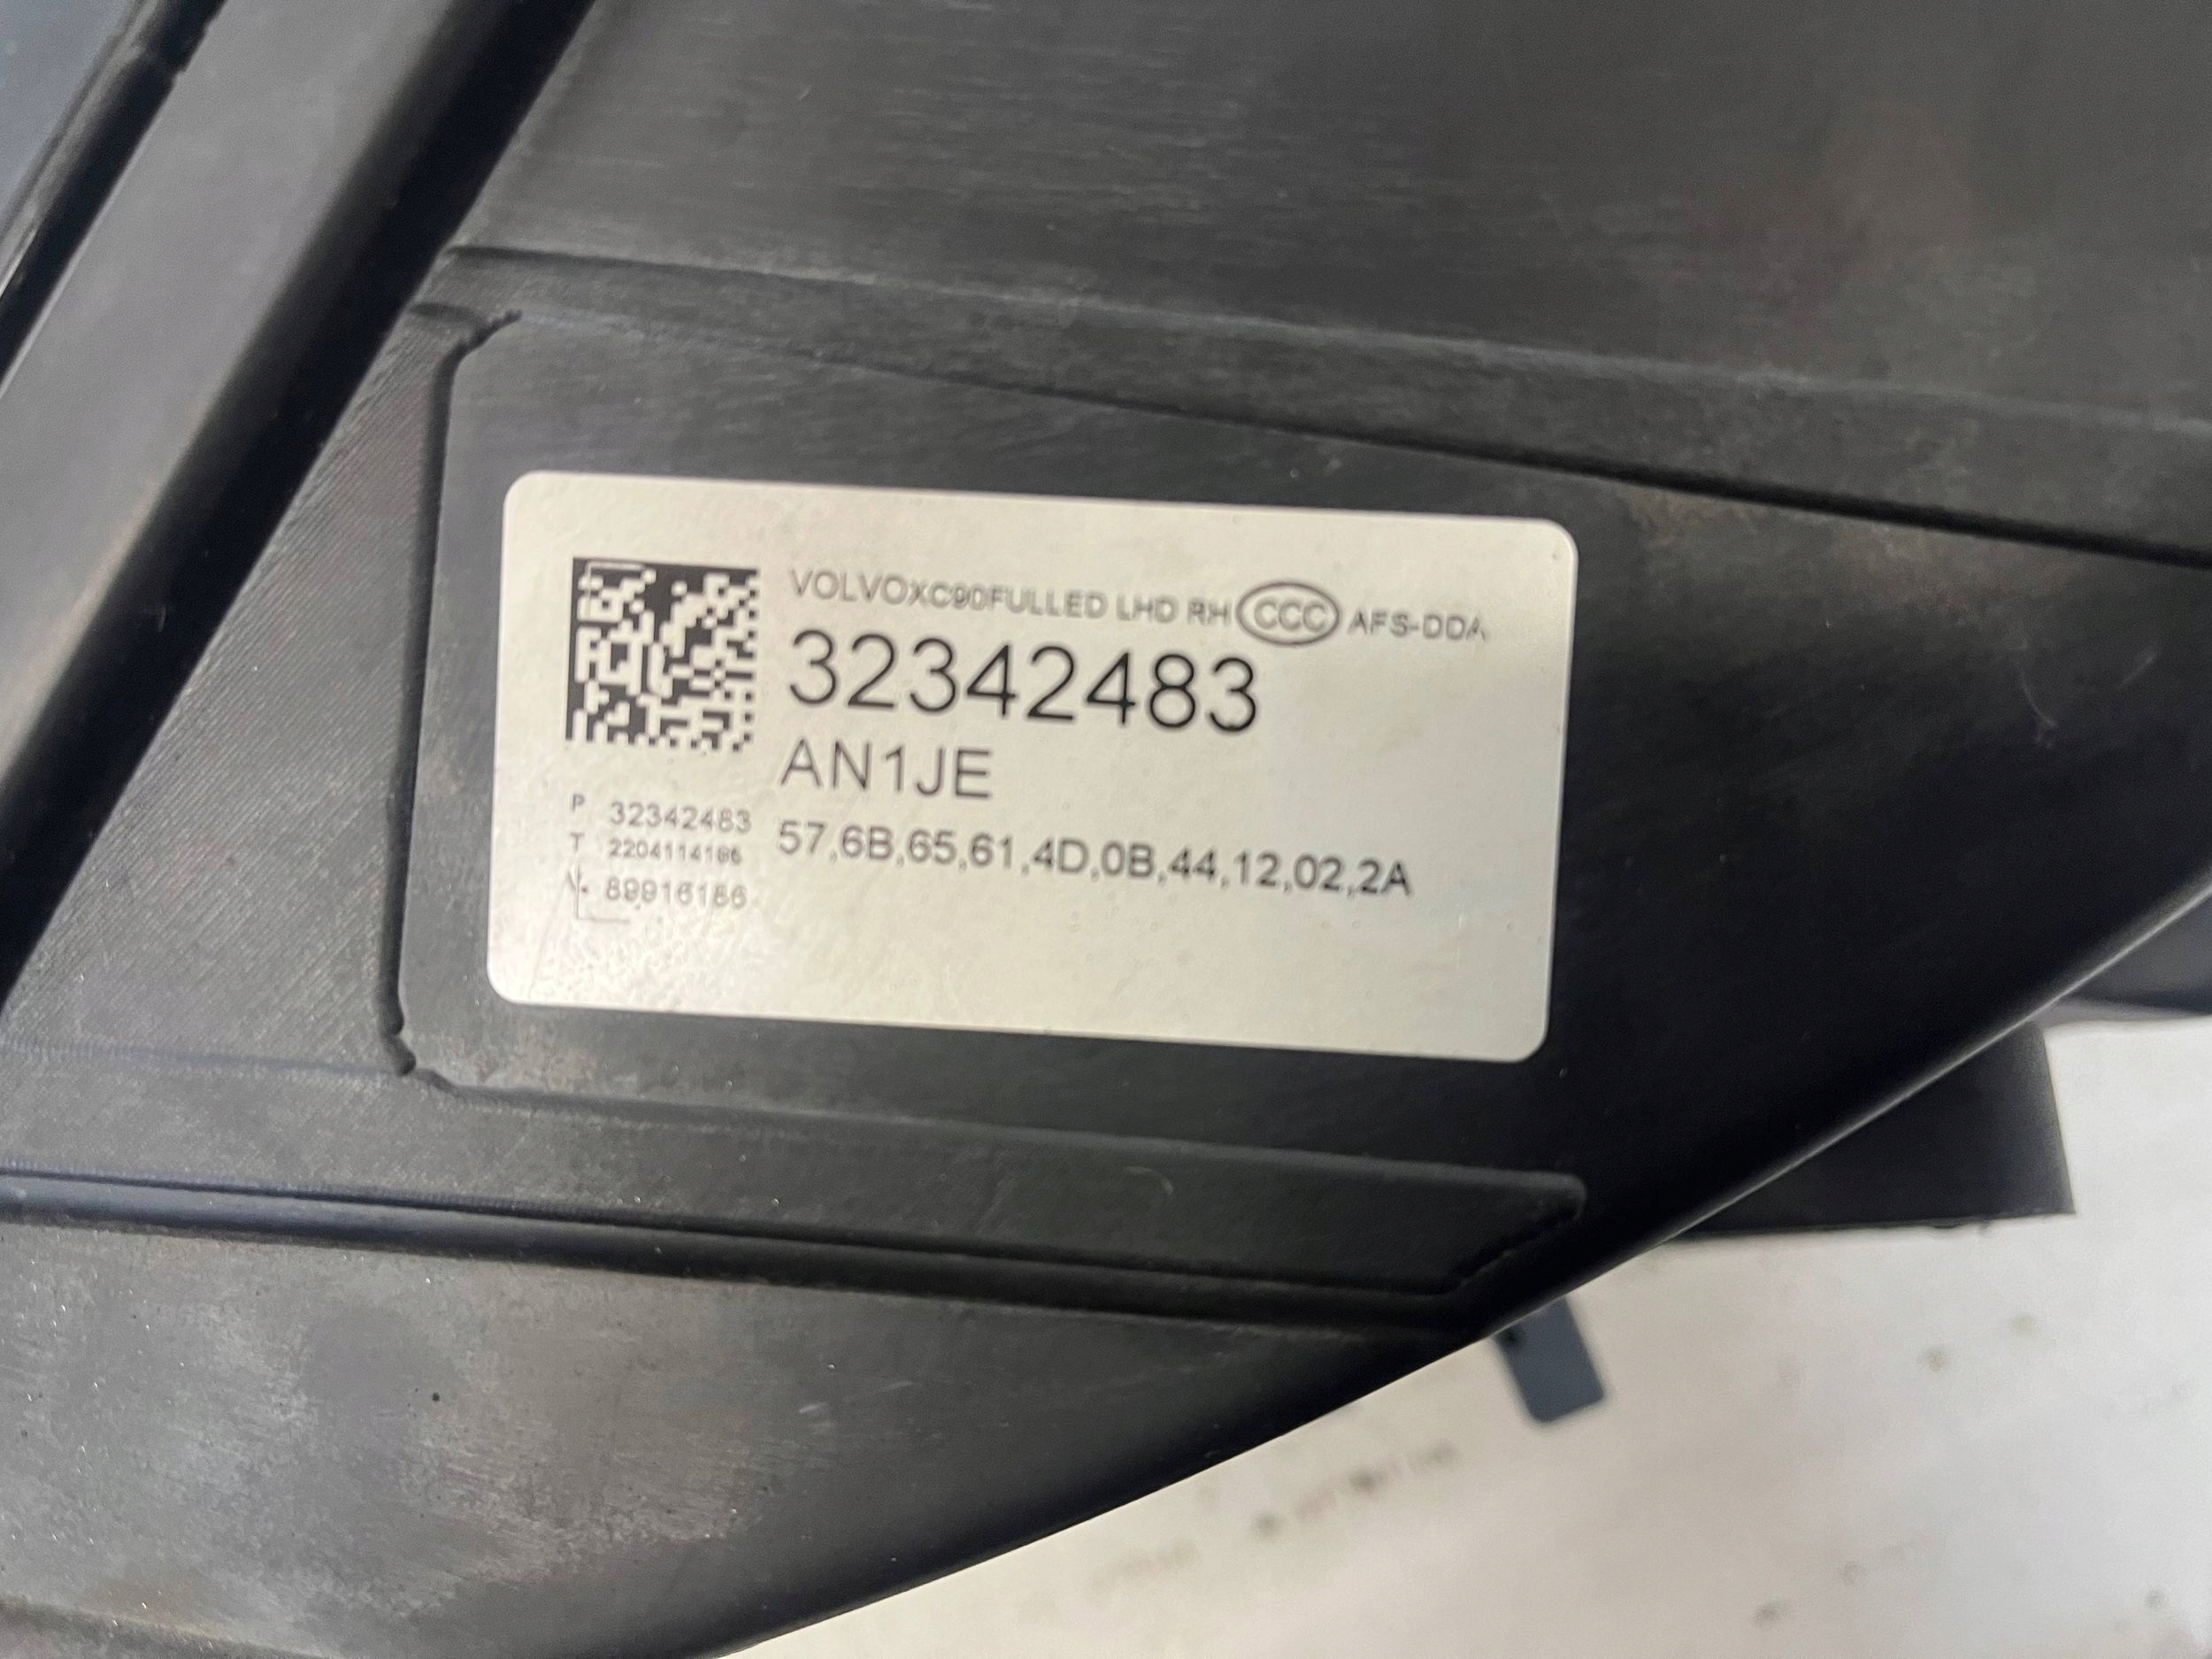 VOLVOXC90FULLED LHD RH CCC AFS-DDA
32342483
AN1JE
P 32342483
T 2204114186
V. 89916186
57,6B,65,61,4D,0B,44,12,02,2A